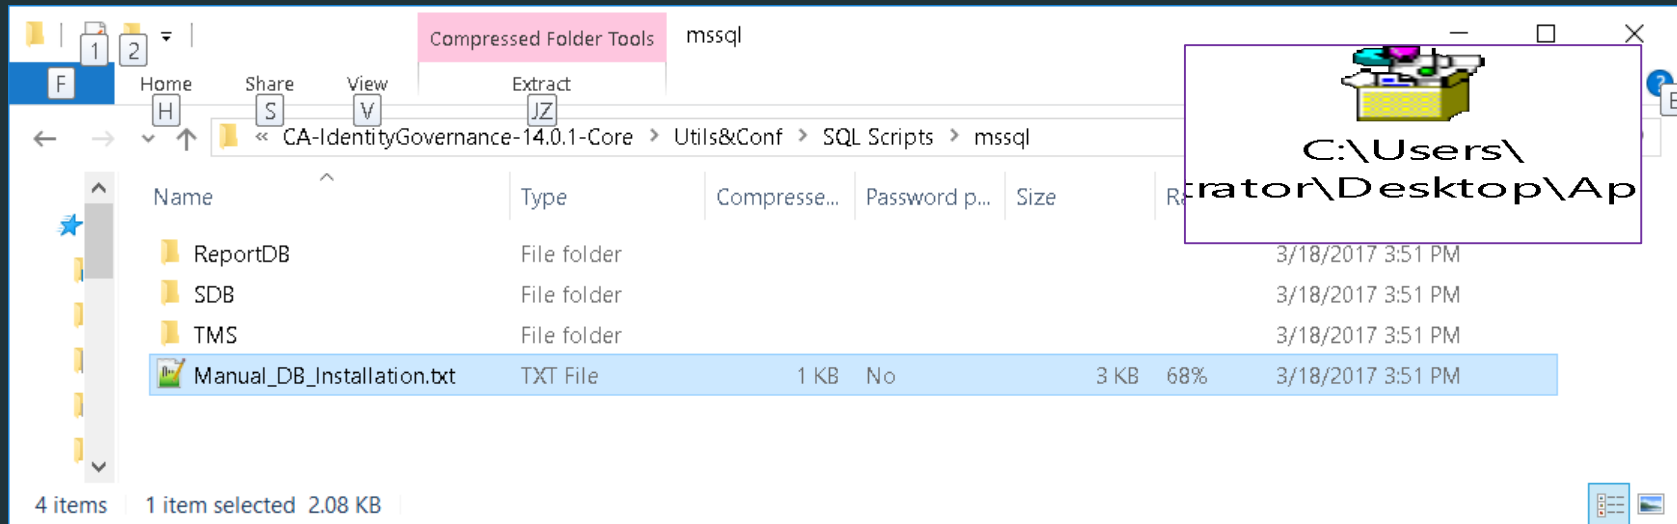 1 2 Compressed Folder Tools mssql
F Home Share View Extract
H S V JZ
« CA-IdentityGovernance-14.0.1-Core > Utils&Conf > SQL Scripts > mssql
C:\Users\
trator\Desktop\Ap
Name Type Compresse... Password p... Size
ReportDB File folder 3/18/2017 3:51 PM
SDB File folder 3/18/2017 3:51 PM
TMS File folder 3/18/2017 3:51 PM
Manual_DB_Installation.txt TXT File 1 KB No 3 KB 68% 3/18/2017 3:51 PM
4 items 1 item selected 2.08 KB